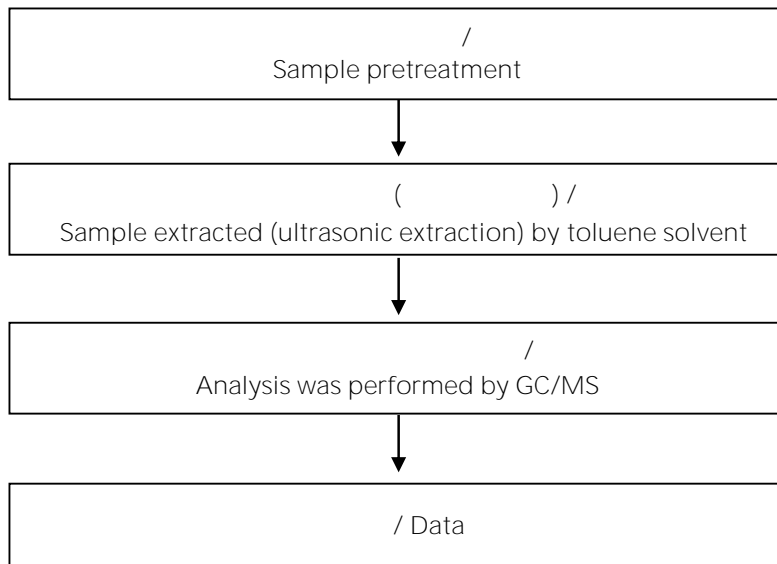 /
Sample pretreatment
( ) /
Sample extracted (ultrasonic extraction) by toluene solvent
/
Analysis was performed by GC/MS
/ Data